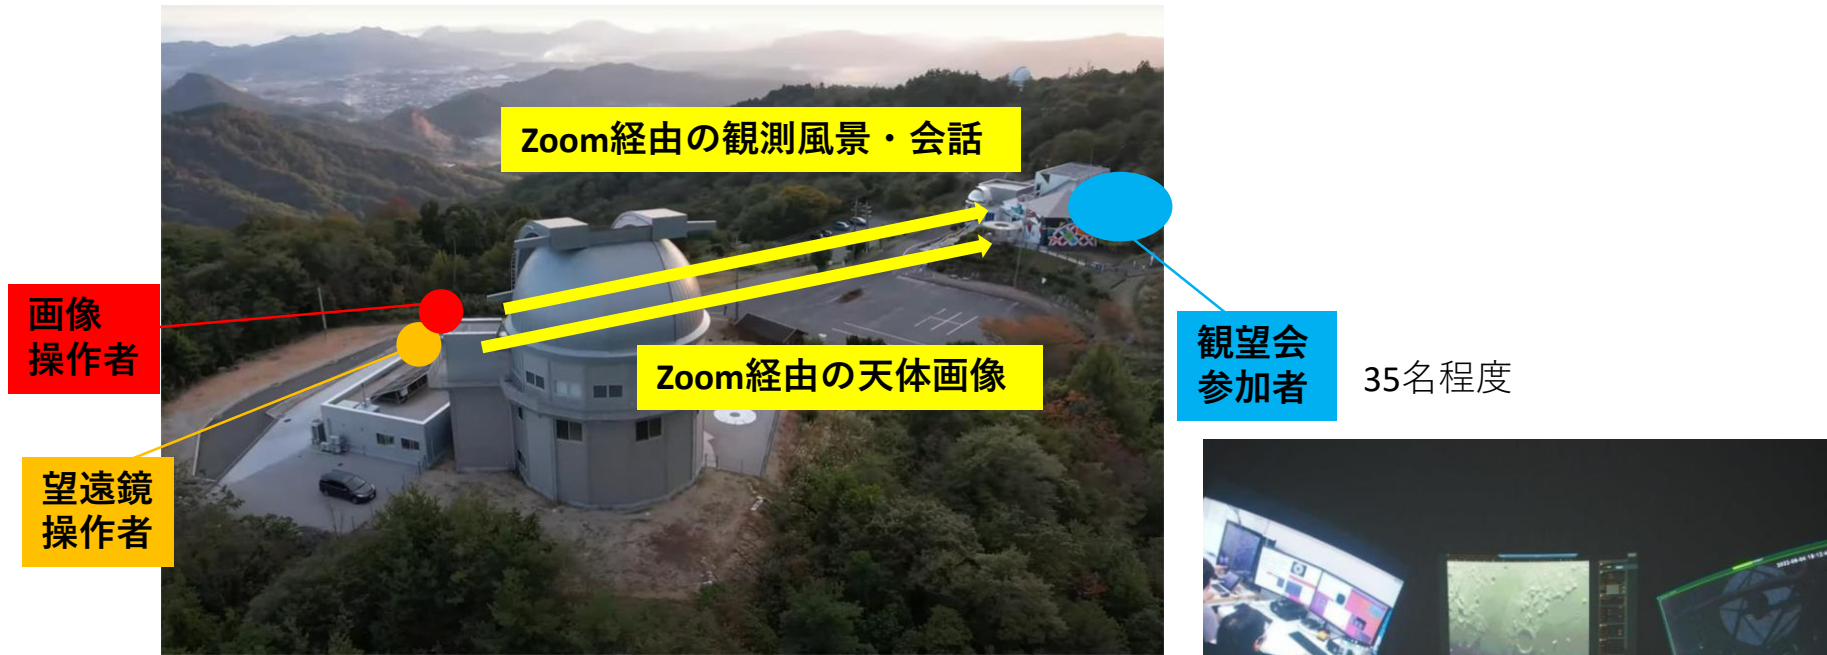 Zoom経由の観測風景・会話
画像
操作者
Zoom経由の天体画像
観望会
参加者
35名程度
望遠鏡
操作者